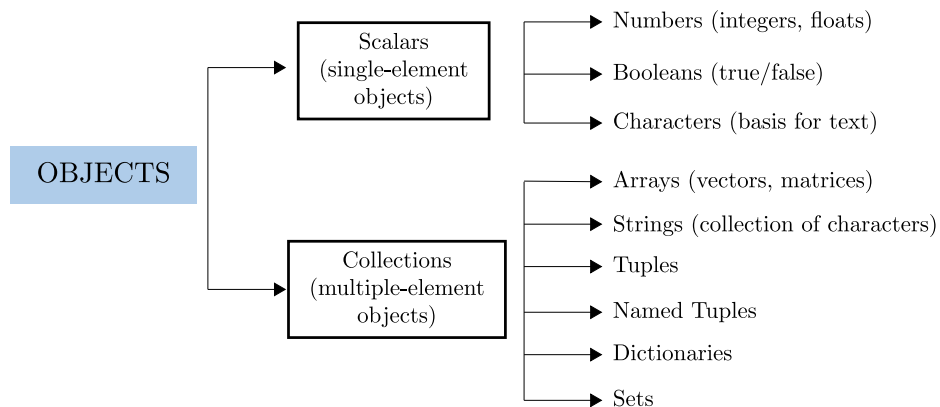 OBJECTS
Scalars
(single-element
objects)
Numbers (integers, floats)
Booleans (true/false)
Characters (basis for text)
Collections
(multiple-element
objects)
Arrays (vectors, matrices)
Strings (collection of characters)
Tuples
Named Tuples
Dictionaries
Sets